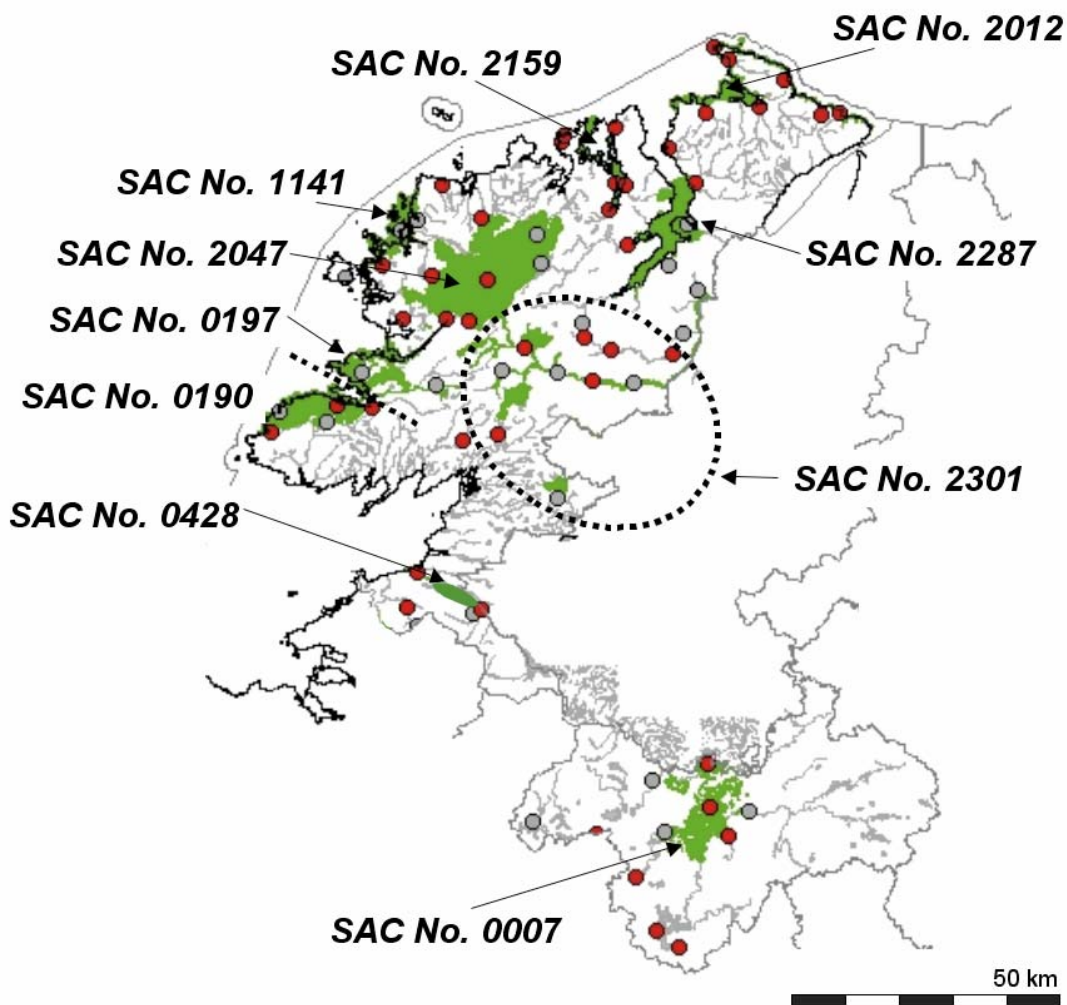 SAC No. 2012
SAC No. 2159
SAC No. 1141
SAC No. 2047
SAC No. 2287
SAC No. 0197
SAC No. 0190
SAC No. 2301
SAC No. 0428
SAC No. 0007
50 km